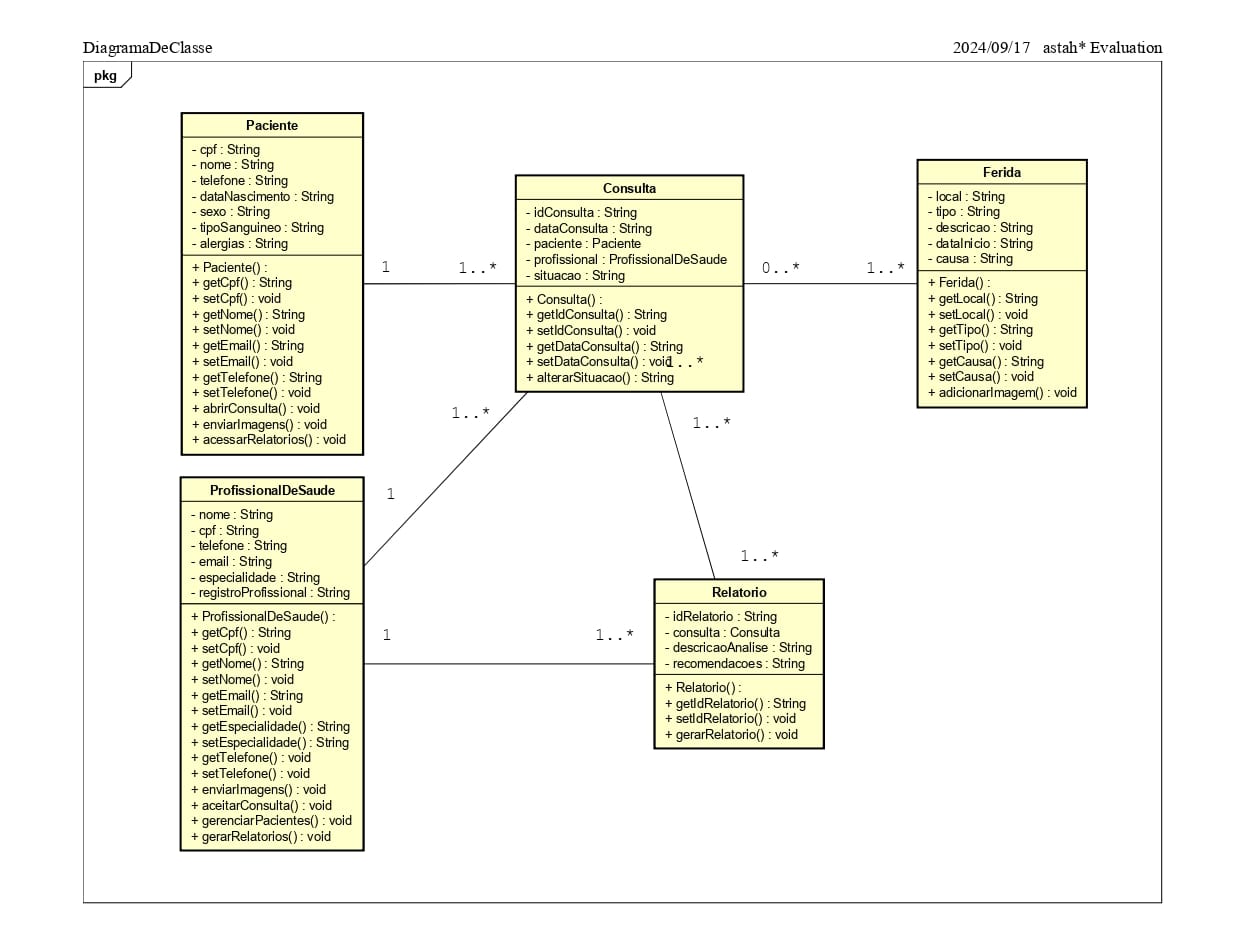 DiagramaDeClasse
2024/09/17 astah* Evaluation
pkg
Paciente
- cpf : String
- nome : String
- telefone : String
- dataNascimento : String
- sexo : String
- tipoSanguineo : String
- alergias : String
+ Paciente() :
+ getCpf() : String
+ setCpf() : void
+ getNome() : String
+ setNome() : void
+ getEmail() : String
+ setEmail() : void
+ getTelefone() : String
+ setTelefone() : void
+ abrirConsulta() : void
+ enviarImagens() : void
+ acessarRelatorios() : void
1
1..*
Consulta
- idConsulta : String
- dataConsulta : String
- paciente : Paciente
- profissional : ProfissionalDeSaude
- situacao : String
+ Consulta() :
+ getIdConsulta() : String
+ setIdConsulta() : void
+ getDataConsulta() : String
+ setDataConsulta() : void
1..*
+ alterarSituacao() : String
0..*
1..*
Ferida
- local : String
- tipo : String
- descricao : String
- dataInicio : String
- causa : String
+ Ferida() :
+ getLocal() : String
+ setLocal() : void
+ getTipo() : String
+ setTipo() : void
+ getCausa() : String
+ setCausa() : void
+ adicionarImagem() : void
1..*
1..*
1
1..*
ProfissionalDeSaude
- nome : String
- cpf : String
- telefone : String
- email : String
- especialidade : String
- registroProfissional : String
+ ProfissionalDeSaude() :
+ getCpf() : String
+ setCpf() : void
+ getNome() : String
+ setNome() : void
+ getEmail() : String
+ setEmail() : void
+ getEspecialidade() : String
+ setEspecialidade() : String
+ getTelefone() : void
+ setTelefone() : void
+ enviarImagens() : void
+ aceitarConsulta() : void
+ gerenciarPacientes() : void
+ gerarRelatorios() : void
1
1..*
Relatorio
- idRelatorio : String
- consulta : Consulta
- descricaoAnalise : String
- recomendacoes : String
+ Relatorio() :
+ getIdRelatorio() : String
+ setIdRelatorio() : void
+ gerarRelatorio() : void